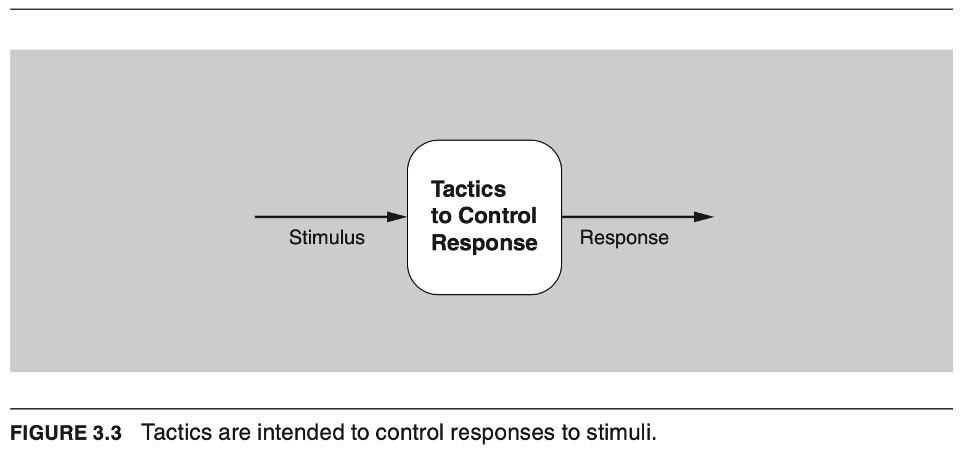 Tactics
to Control
Response
Stimulus
Response
FIGURE 3.3 Tactics are intended to control responses to stimuli.